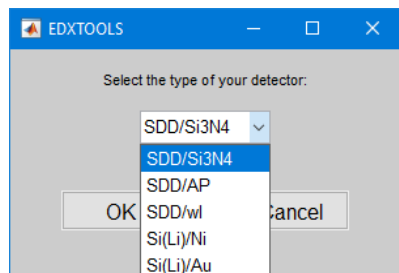 EDXTOOLS
Select the type of your detector:
SDD/Si3N4
SDD/Si3N4
SDD/AP
SDD/wl
Si(Li)/Ni
Si(Li)/Au
OK